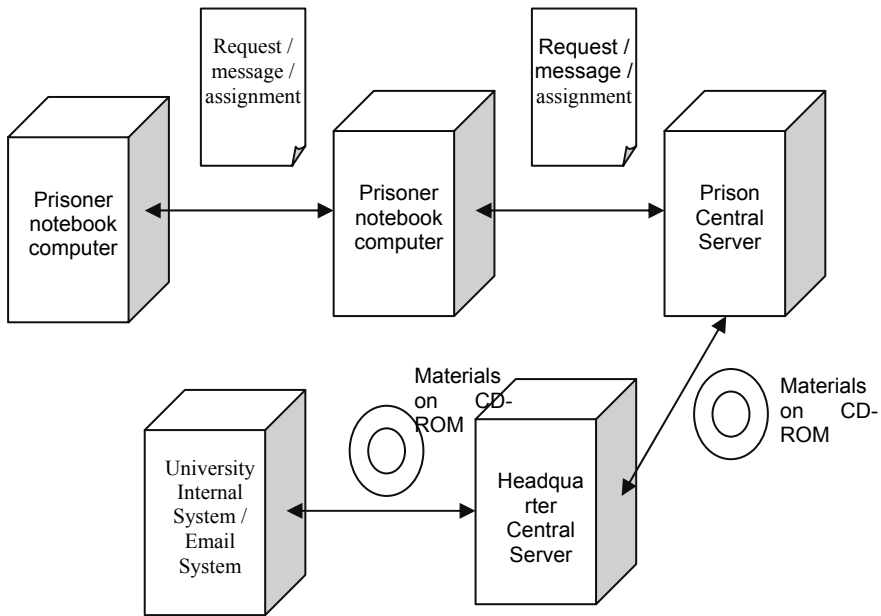 Request /
message /
assignment
Request /
message /
assignment
Prisoner
notebook
computer
Prisoner
notebook
computer
Prison
Central
Server
Materials
on CD-
ROM
Materials
on CD-
ROM
University
Internal
System /
Email
System
Headqua
rter
Central
Server